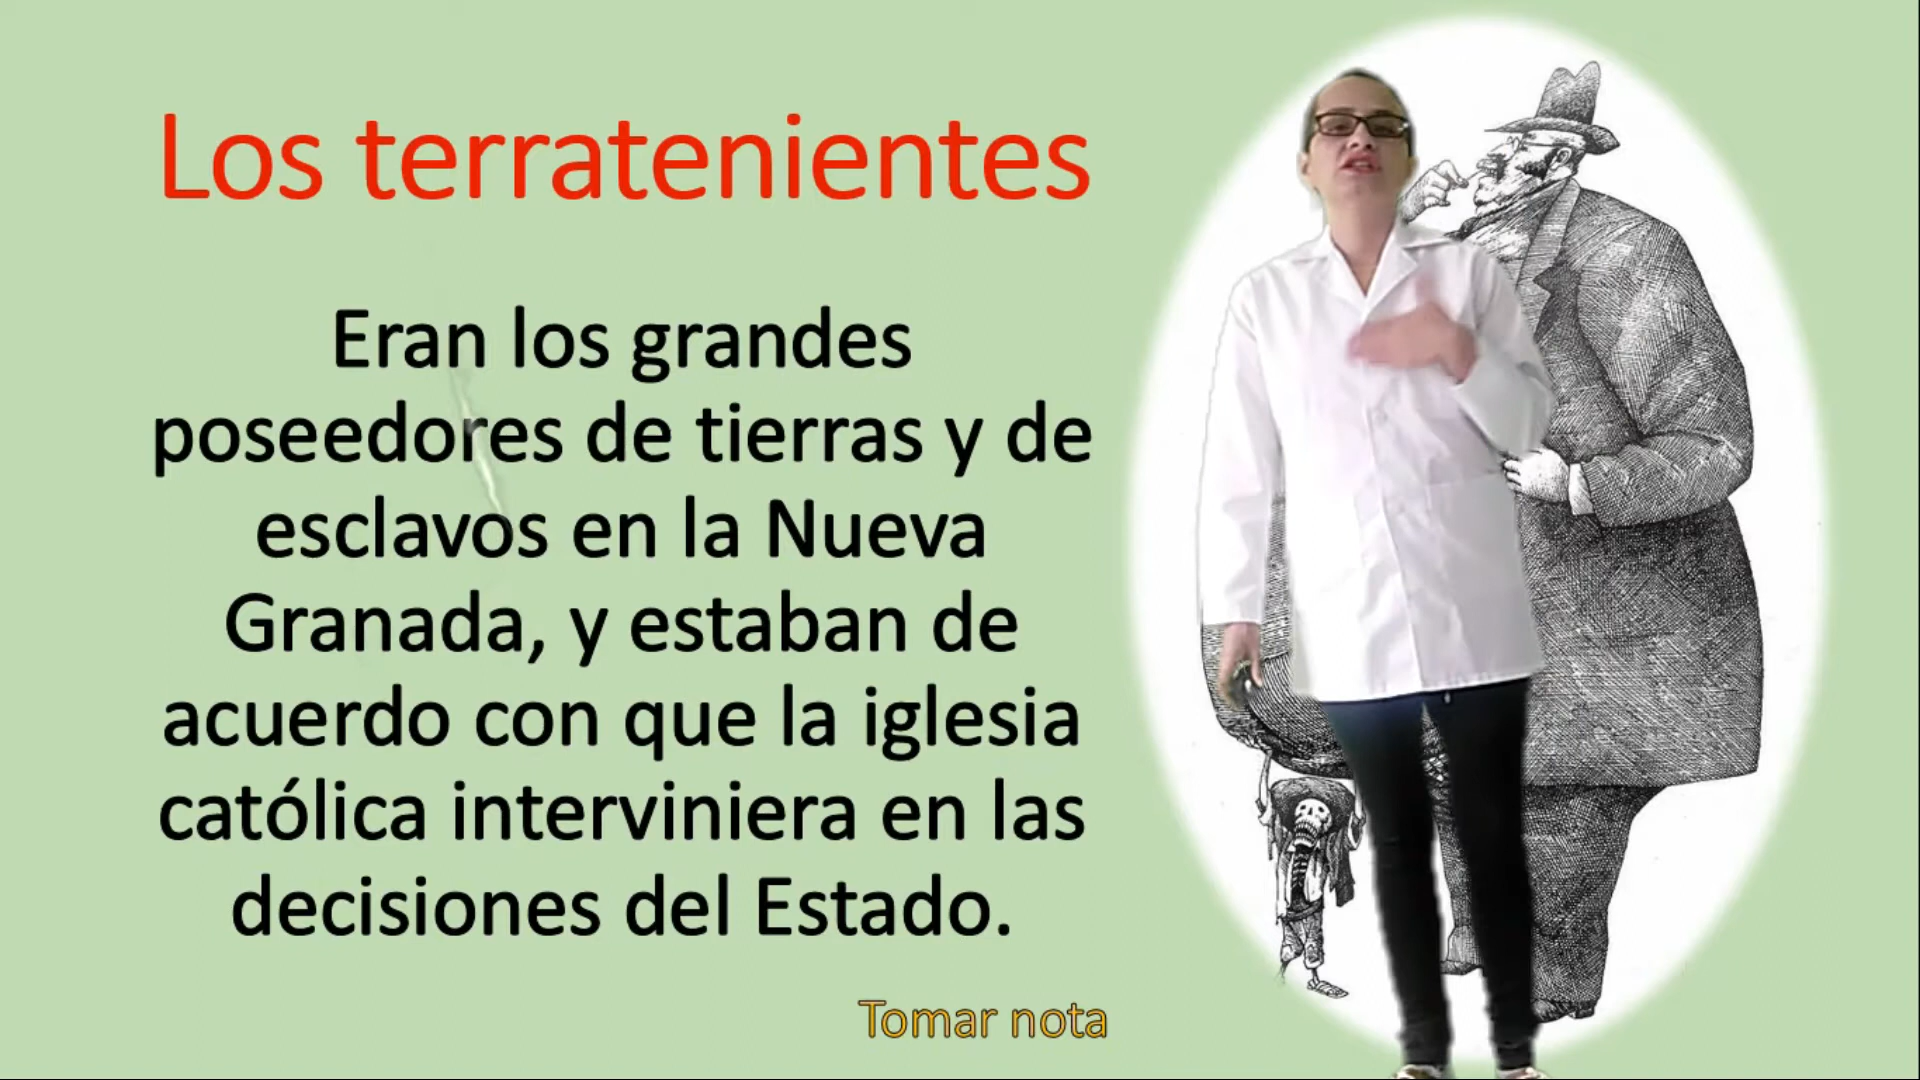 Los terratenientes
Eran los grandes
poseedores de tierras y de
esclavos en la Nueva
Granada, y estaban de
acuerdo con que la iglesia
católica interviniera en las
decisiones del Estado.
Tomar nota